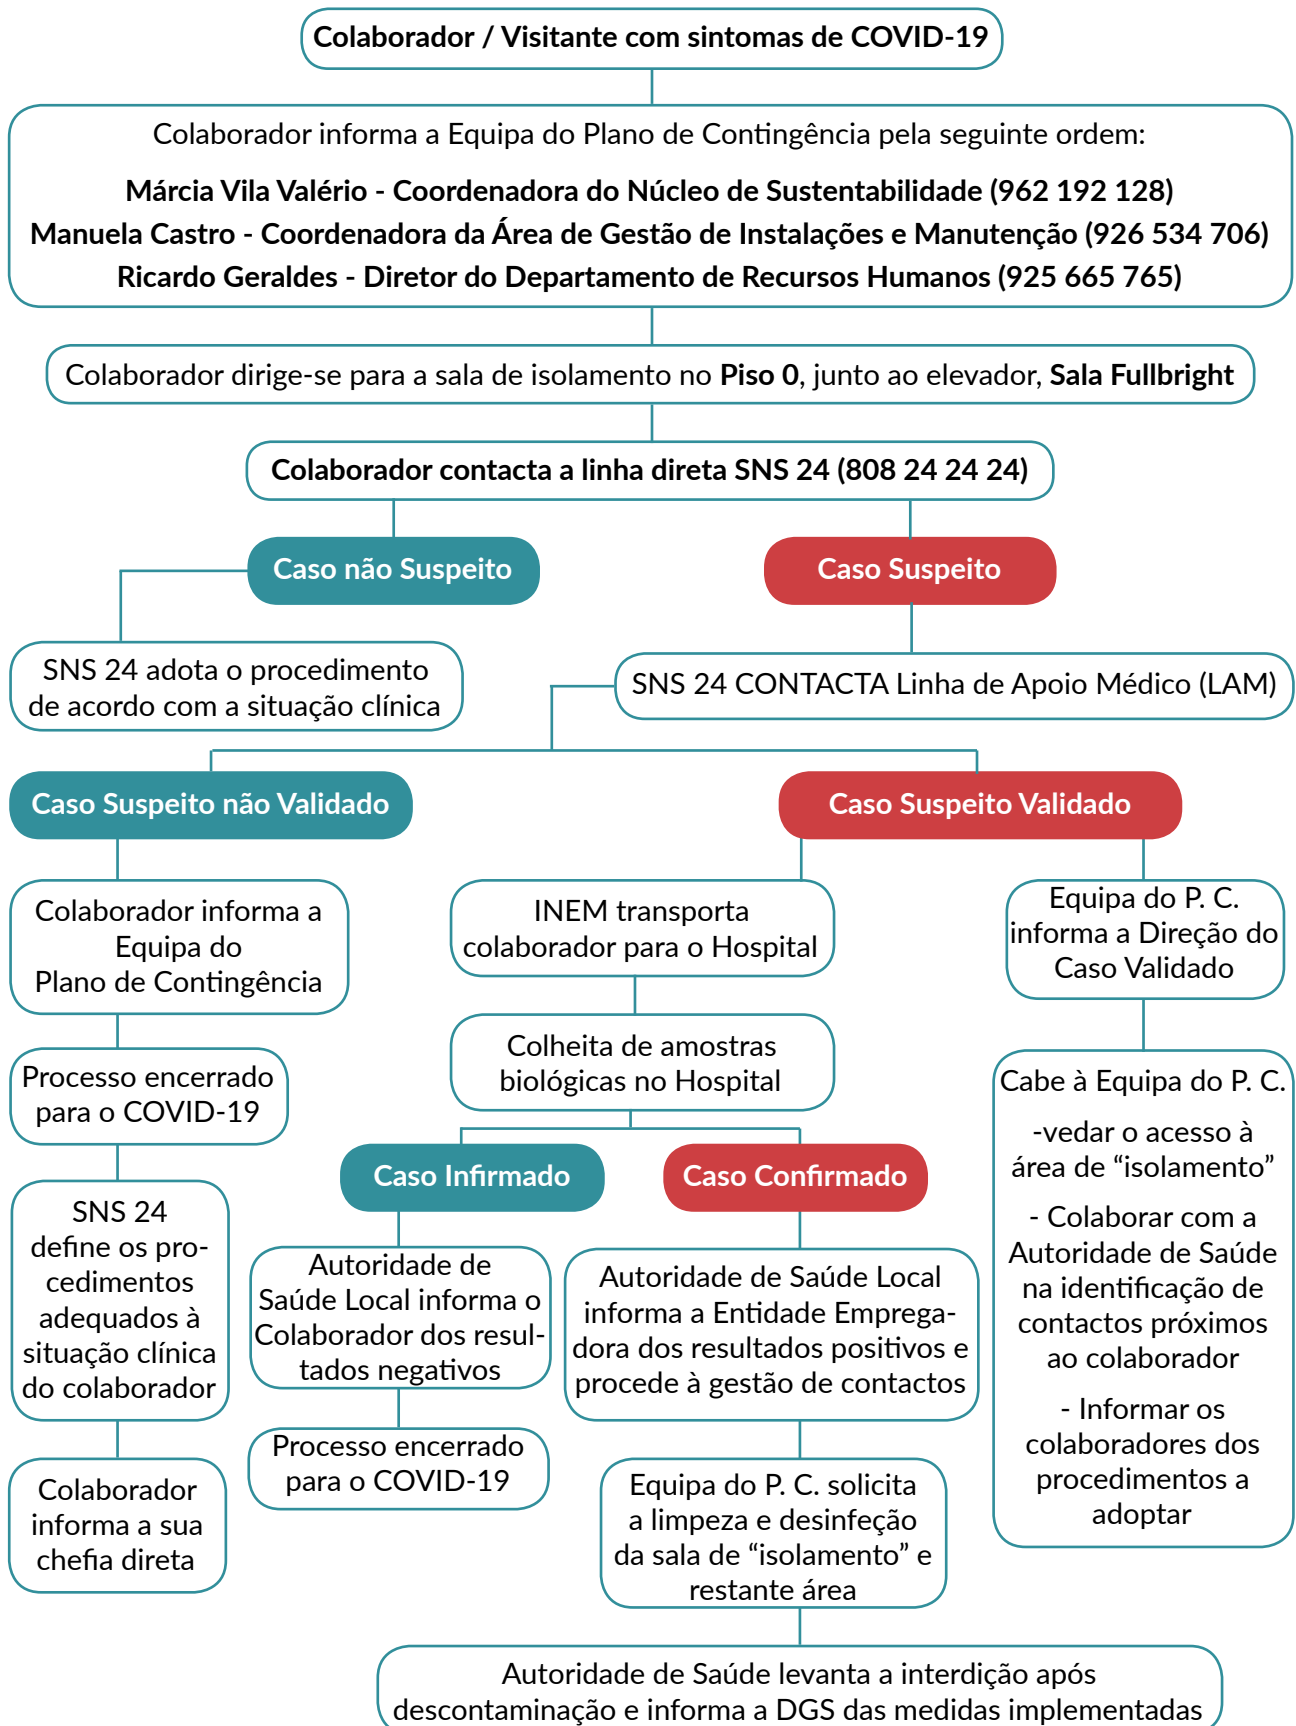 Colaborador / Visitante com sintomas de COVID-19
Colaborador informa a Equipa do Plano de Contingência pela seguinte ordem:
Márcia Vila Valério - Coordenadora do Núcleo de Sustentabilidade (962 192 128)
Manuela Castro - Coordenadora da Área de Gestão de Instalações e Manutenção (926 534 706)
Ricardo Geraldes - Diretor do Departamento de Recursos Humanos (925 665 765)
Colaborador dirige-se para a sala de isolamento no Piso 0, junto ao elevador, Sala Fullbright
Colaborador contacta a linha direta SNS 24 (808 24 24 24)
Caso não Suspeito
Caso Suspeito
SNS 24 adota o procedimento
de acordo com a situação clínica
SNS 24 CONTACTA Linha de Apoio Médico (LAM)
Caso Suspeito não Validado
Caso Suspeito Validado
Colaborador informa a
Equipa do
Plano de Contingência
Processo encerrado
para o COVID-19
SNS 24
define os pro-
cedimentos
adequados à
situação clínica
do colaborador
Colaborador
informa a sua
chefia direta
INEM transporta
colaborador para o Hospital
Colheita de amostras
biológicas no Hospital
Caso Infirmado
Caso Confirmado
Autoridade de
Saúde Local informa o
Colaborador dos resul-
tados negativos
Processo encerrado
para o COVID-19
Autoridade de Saúde Local
informa a Entidade Emprega-
dora dos resultados positivos e
procede à gestão de contactos
Equipa do P. C. solicita
a limpeza e desinfeção
da sala de “isolamento” e
restante área
Autoridade de Saúde levanta a interdição após
descontaminação e informa a DGS das medidas implementadas
Equipa do P. C.
informa a Direção do
Caso Validado
Cabe à Equipa do P. C.
-vedar o acesso à
área de “isolamento”
- Colaborar com a
Autoridade de Saúde
na identificação de
contactos próximos
ao colaborador
- Informar os
colaboradores dos
procedimentos a
adoptar